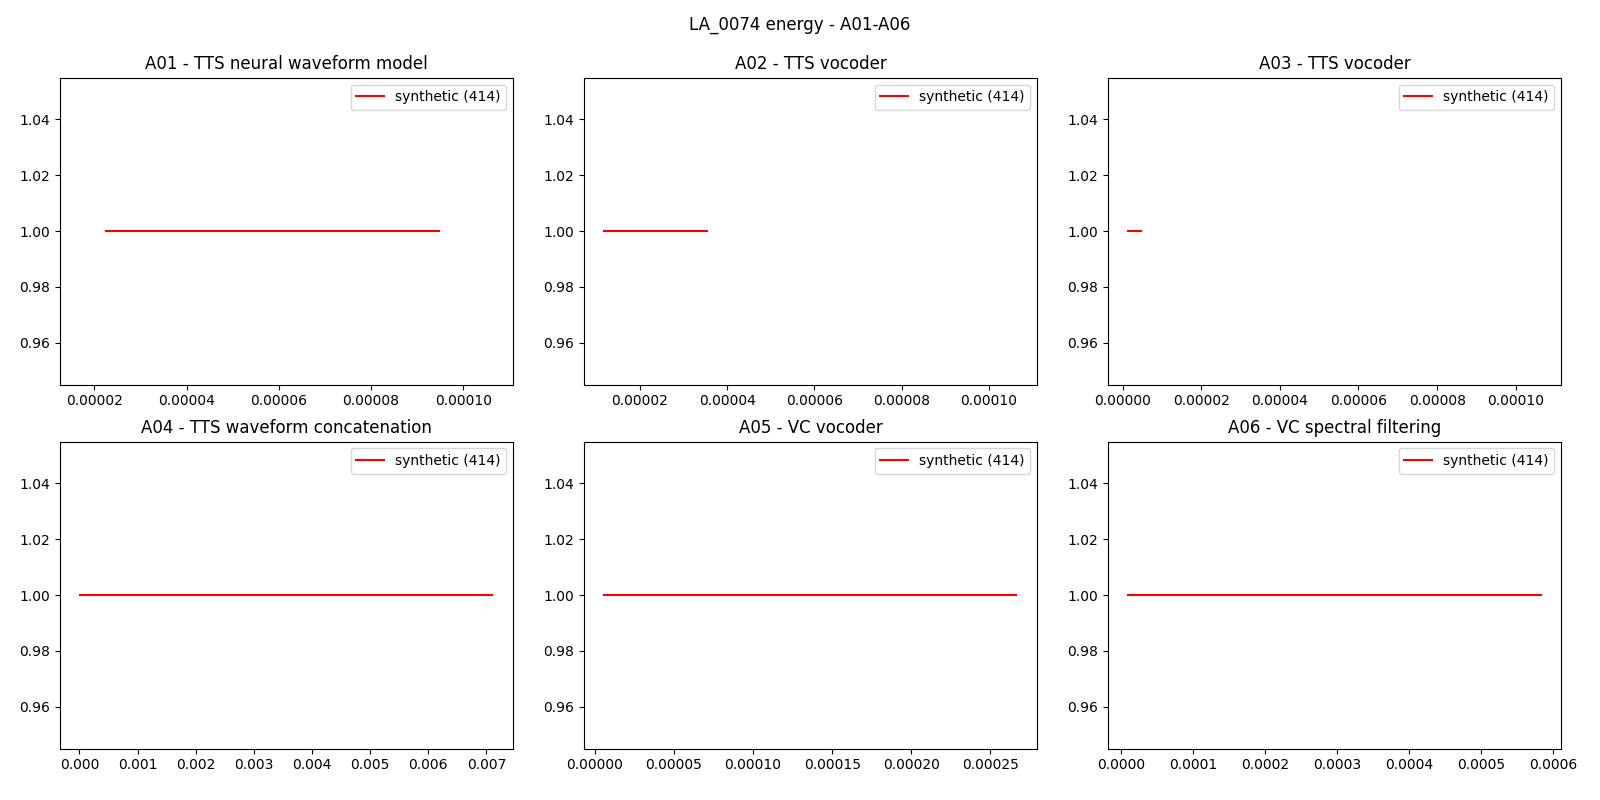 LA_0074 energy - A01-A06
A01 - TTS neural waveform model
A02 - TTS vocoder
A03 - TTS vocoder
synthetic (414)
synthetic (414)
synthetic (414)
1.04
1.02
1.00
0.98
0.96
1.04
1.02
1.00
0.98
0.96
1.04
1.02
1.00
0.98
0.96
0.00002 0.00004 0.00006 0.00008 0.00010
0.00002 0.00004 0.00006 0.00008 0.00010
0.00000 0.00002 0.00004 0.00006 0.00008 0.00010
A04 - TTS waveform concatenation
A05 - VC vocoder
A06 - VC spectral filtering
synthetic (414)
synthetic (414)
synthetic (414)
1.04
1.02
1.00
0.98
0.96
1.04
1.02
1.00
0.98
0.96
1.04
1.02
1.00
0.98
0.96
0.000 0.001 0.002 0.003 0.004 0.005 0.006 0.007
0.00000 0.00005 0.00010 0.00015 0.00020 0.00025
0.0000 0.0001 0.0002 0.0003 0.0004 0.0005 0.0006